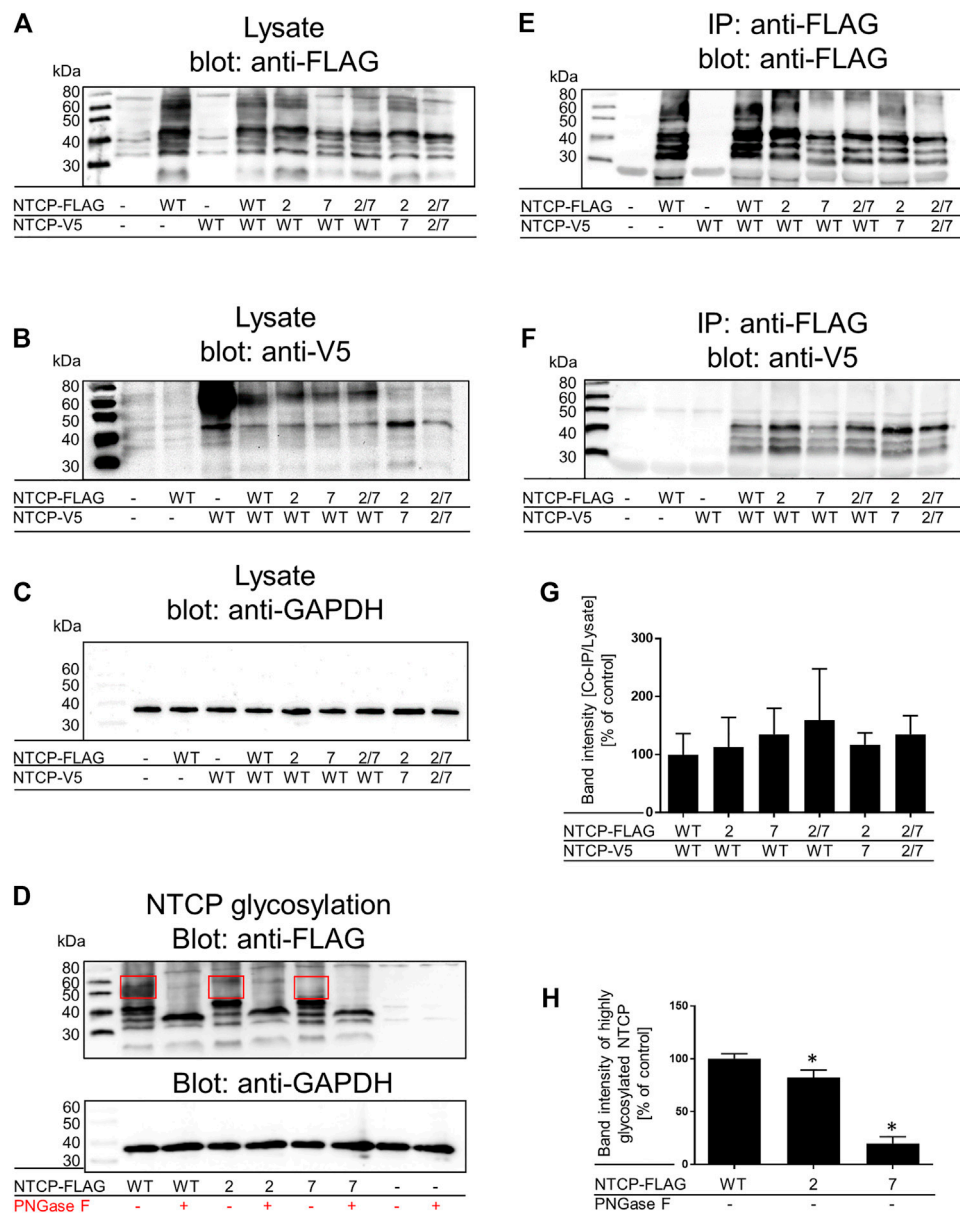 A
Lysate
blot: anti-FLAG
kDa
80
60
50
40
30
NTCP-FLAG - WT - WT 2 7 2/7 2 2/7
NTCP-V5 - - WT WT WT WT WT 7 2/7
B
Lysate
blot: anti-V5
kDa
80
60
50
40
30
NTCP-FLAG - WT - WT 2 7 2/7 2 2/7
NTCP-V5 - - WT WT WT WT WT 7 2/7
C
Lysate
blot: anti-GAPDH
kDa
60
50
40
30
NTCP-FLAG - WT - WT 2 7 2/7 2 2/7
NTCP-V5 - - WT WT WT WT WT 7 2/7
D
NTCP glycosylation
Blot: anti-FLAG
kDa
80
60
50
40
30
Blot: anti-GAPDH
60
50
40
30
NTCP-FLAG WT WT 2 2 7 7 - -
PNGase F - + - + - + - +
E
IP: anti-FLAG
blot: anti-FLAG
kDa
80
60
50
40
30
NTCP-FLAG - WT - WT 2 7 2/7 2 2/7
NTCP-V5 - - WT WT WT WT WT 7 2/7
F
IP: anti-FLAG
blot: anti-V5
kDa
80
60
50
40
30
NTCP-FLAG - WT - WT 2 7 2/7 2 2/7
NTCP-V5 - - WT WT WT WT WT 7 2/7
G
Band intensity [Co-IP/Lysate]
[% of control]
300
200
100
0
NTCP-FLAG WT 2 7 2/7 2 2/7
NTCP-V5 WT WT WT WT 7 2/7
H
Band intensity of highly
glycosylated NTCP
[% of control]
150
100
50
0
* *
NTCP-FLAG WT 2 7
PNGase F - - -